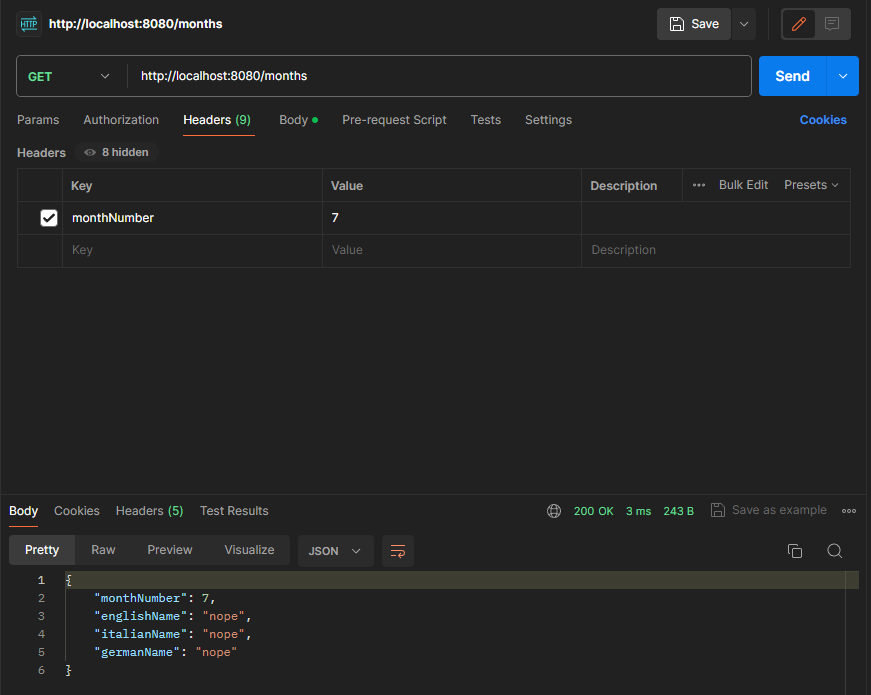 HTTP http://localhost:8080/months Save
GET http://localhost:8080/months Send
Params Authorization Headers (9) Body Pre-request Script Tests Settings Cookies
Headers 8 hidden
Key Value Description Bulk Edit Presets
monthNumber 7
Key Value Description
Body Cookies Headers (5) Test Results 200 OK 3 ms 243 B Save as example
Pretty Raw Preview Visualize JSON
1 {
2 "monthNumber": 7,
3 "englishName": "nope",
4 "italianName": "nope",
5 "germanName": "nope"
6 }